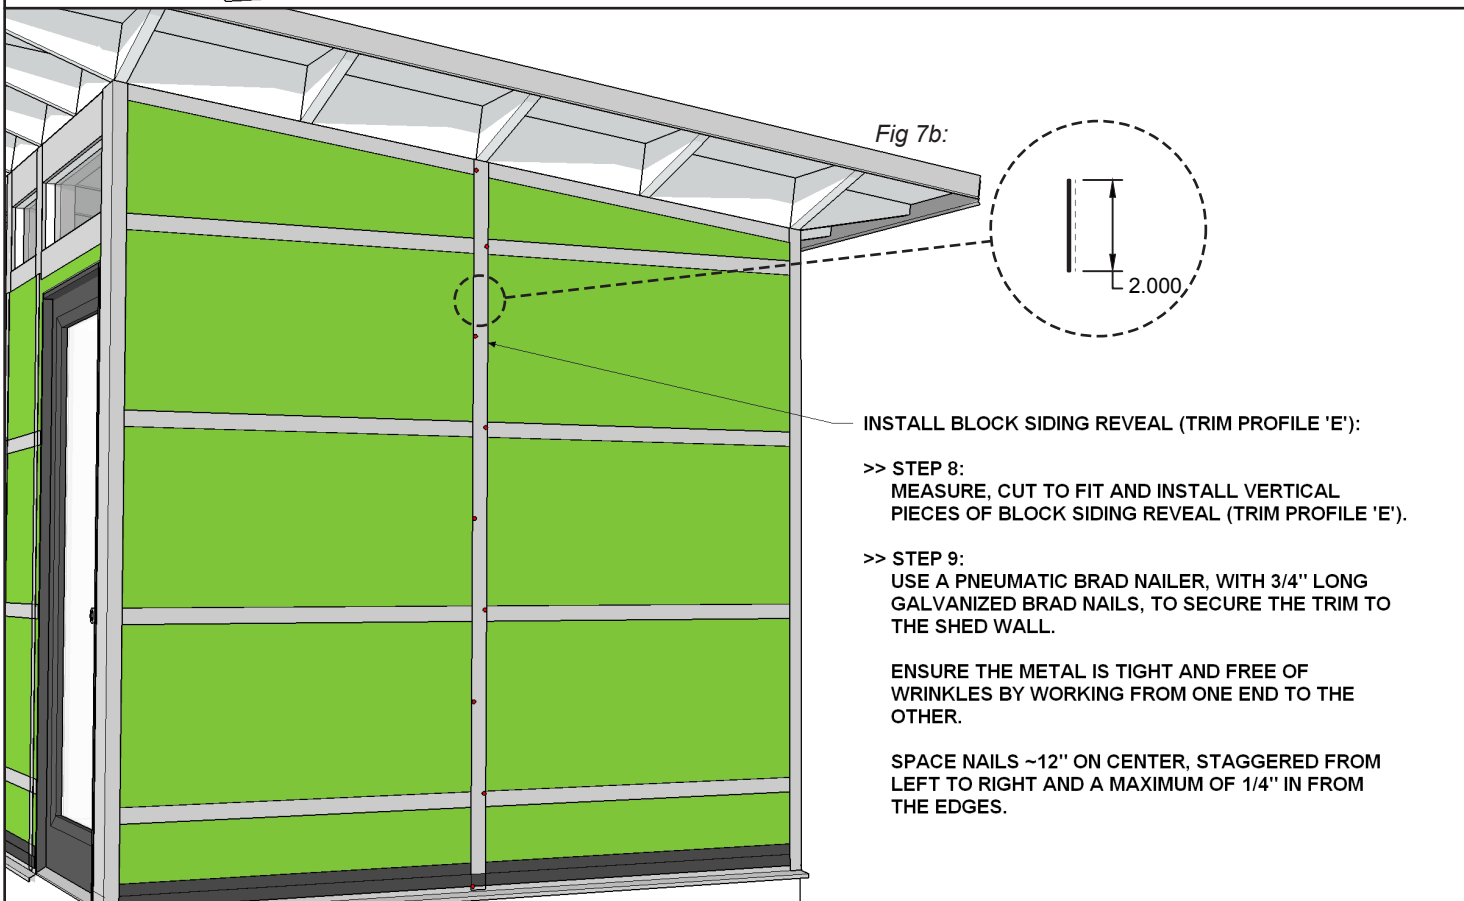 Fig 7b:
2.000
INSTALL BLOCK SIDING REVEAL (TRIM PROFILE 'E'):
>> STEP 8:
MEASURE, CUT TO FIT AND INSTALL VERTICAL
PIECES OF BLOCK SIDING REVEAL (TRIM PROFILE 'E').
>> STEP 9:
USE A PNEUMATIC BRAD NAILER, WITH 3/4" LONG
GALVANIZED BRAD NAILS, TO SECURE THE TRIM TO
THE SHED WALL.
ENSURE THE METAL IS TIGHT AND FREE OF
WRINKLES BY WORKING FROM ONE END TO THE
OTHER.
SPACE NAILS ~12" ON CENTER, STAGGERED FROM
LEFT TO RIGHT AND A MAXIMUM OF 1/4" IN FROM
THE EDGES.